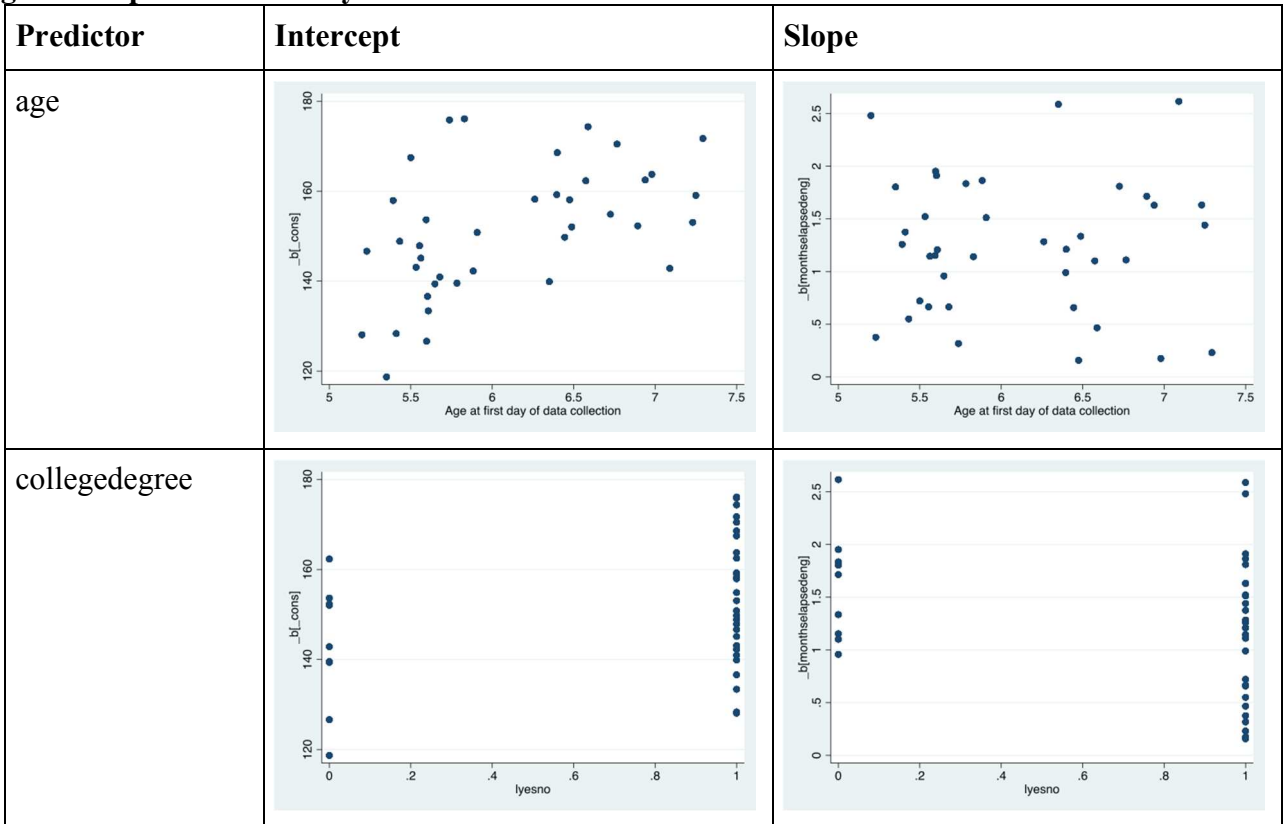 Predictor Intercept Slope
age
180
160
140
120
_b[_cons]
5 5.5 6 6.5 7 7.5
Age at first day of data collection
2.5
2
1.5
1
.5
0
_b[monthselapsedeng]
5 5.5 6 6.5 7 7.5
Age at first day of data collection
collegedegree
180
160
140
120
_b[_cons]
0 .2 .4 .6 .8 1
lyesno
2.5
2
1.5
1
.5
0
_b[monthselapsedeng]
0 .2 .4 .6 .8 1
lyesno